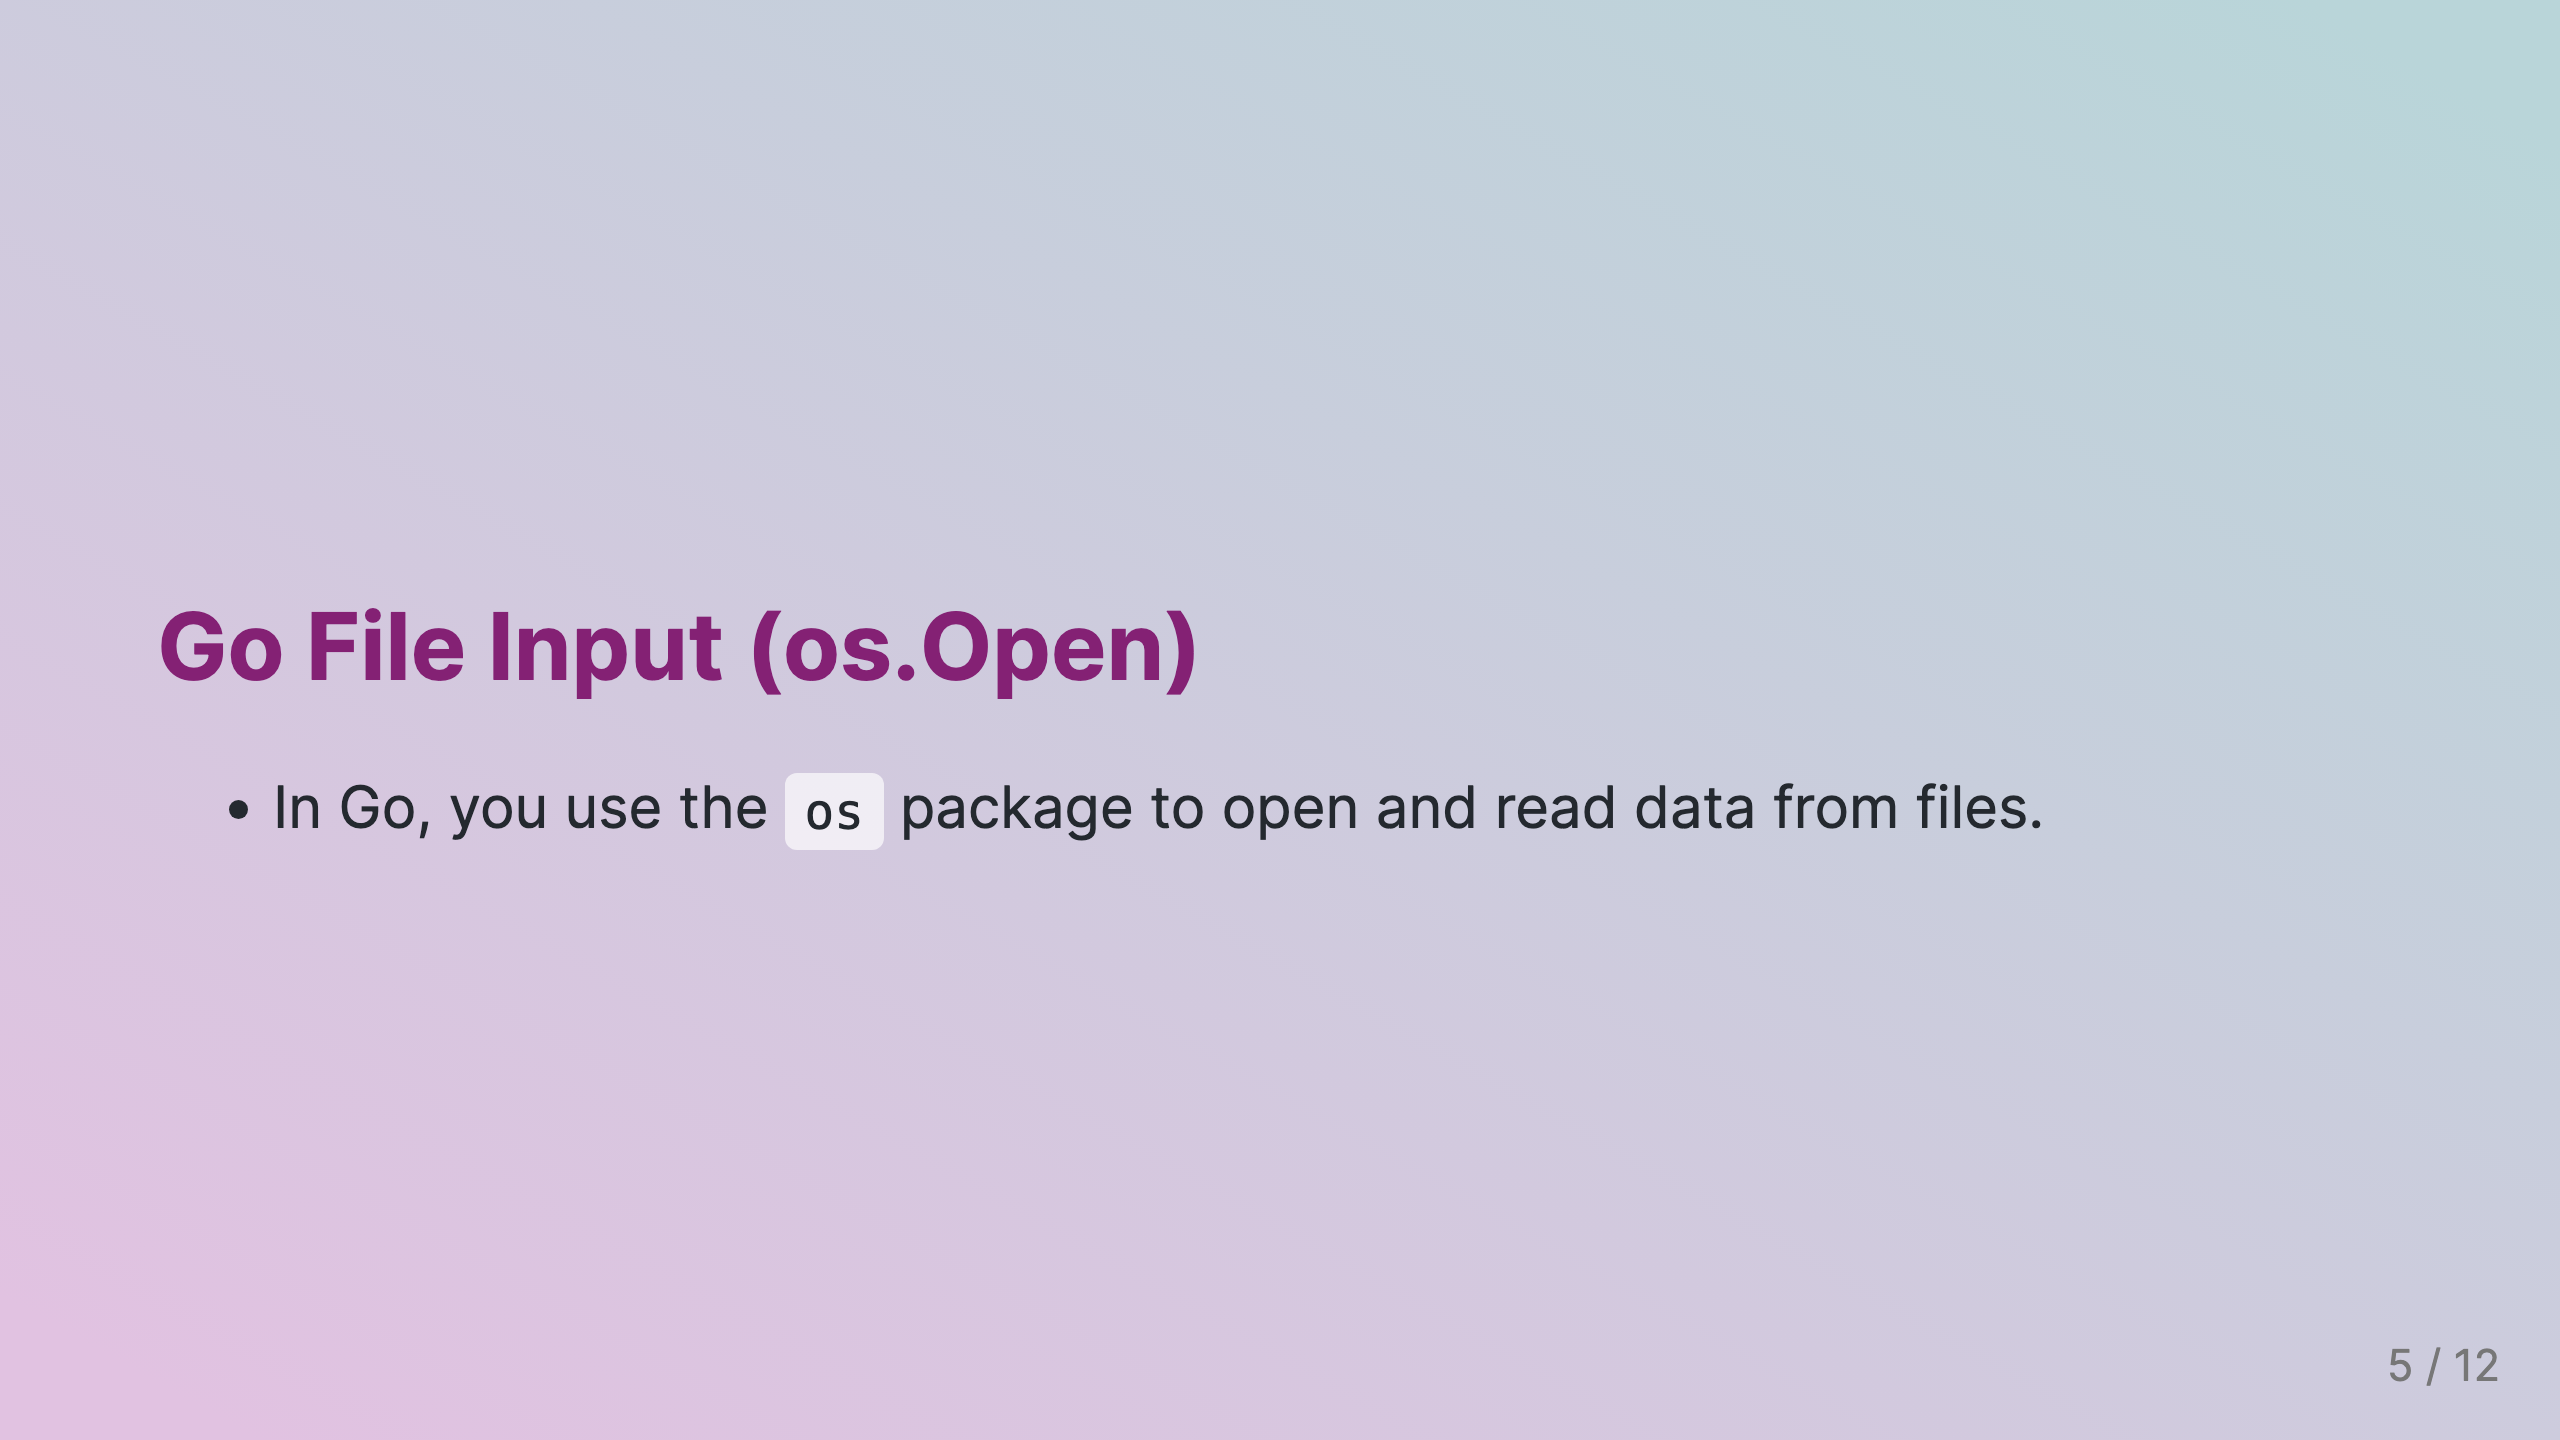 Go File Input (os.Open)
• In Go, you use the os package to open and read data from files.
5 / 12